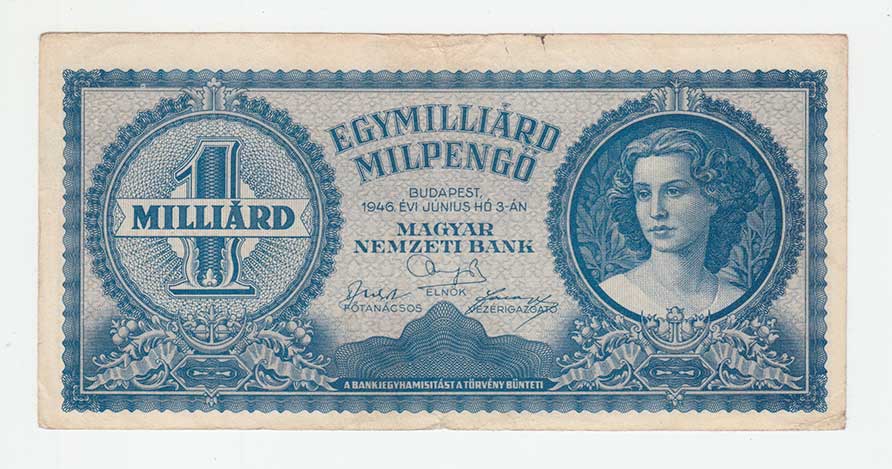 EGYMILLIÁRD
MILPENGŐ
1
MILLIÁRD
BUDAPEST,
1946. ÉVI JÚNIUS HÓ 3-ÁN
MAGYAR
NEMZETI BANK
ELNÖK
FŐTANÁCSOS
VEZÉRIGAZGATÓ
A BANKJEGYHAMISITÁST A TÖRVÉNY BÜNTETI